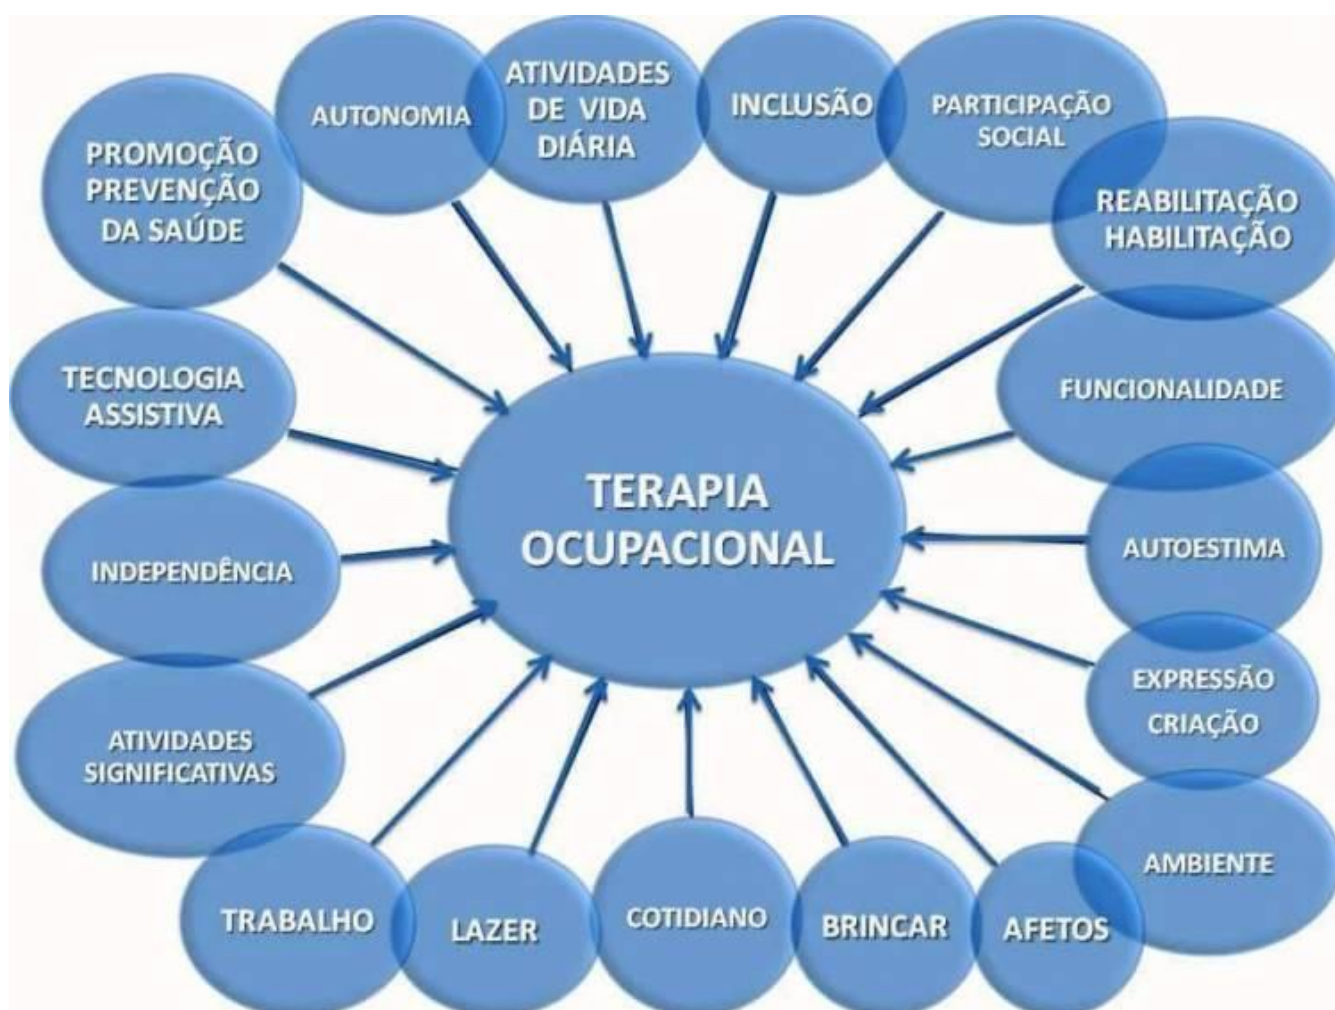 AUTONOMIA
ATIVIDADES
DE VIDA
DIÁRIA
INCLUSÃO
PARTICIPAÇÃO
SOCIAL
REABILITAÇÃO
HABILITAÇÃO
FUNCIONALIDADE
AUTOESTIMA
EXPRESSÃO
CRIAÇÃO
AMBIENTE
AFETOS
BRINCAR
COTIDIANO
LAZER
TRABALHO
ATIVIDADES
SIGNIFICATIVAS
INDEPENDÊNCIA
TECNOLOGIA
ASSISTIVA
PROMOÇÃO
PREVENÇÃO
DA SAÚDE
TERAPIA
OCUPACIONAL